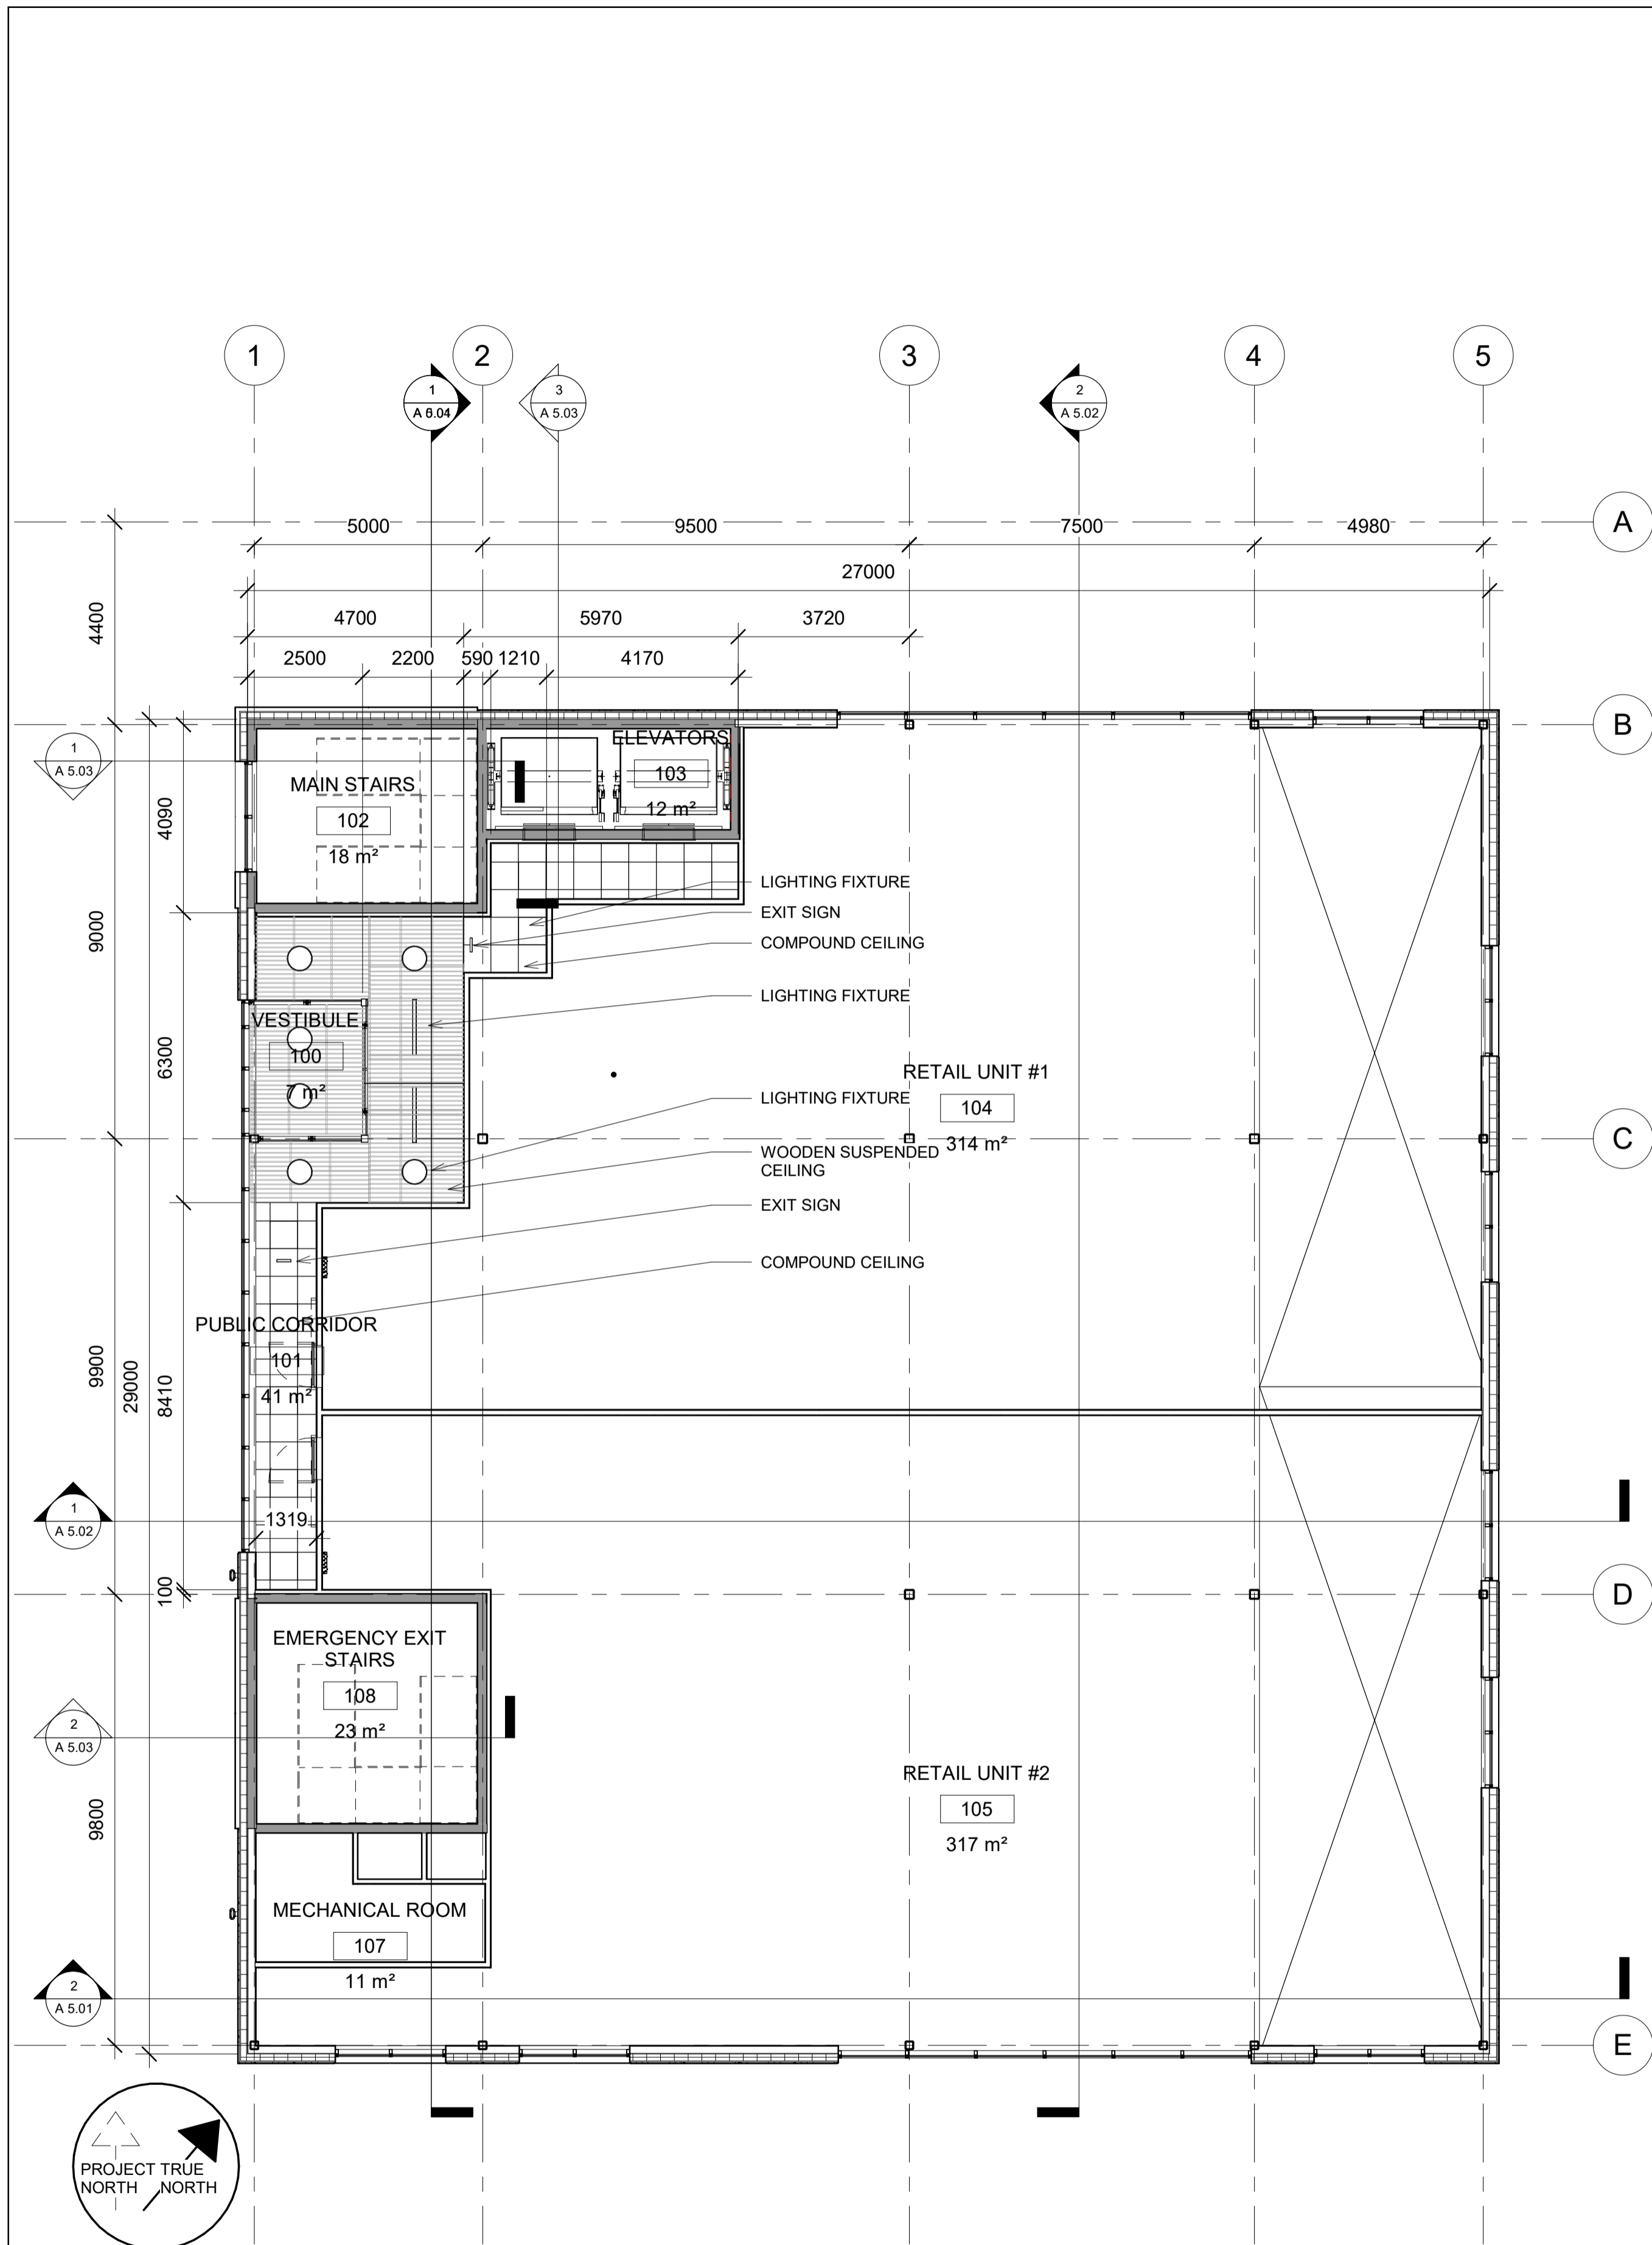 1 2 3 4 5
1 3 2
A 5.03 A 5.02
A
5000 9500 7500 4980
27000
4400
4700 5970 3720
2500 2200 590 1210 4170
B
ELEVATORS
1
A 5.03
103
MAIN STAIRS
12 m²
102
4090
18 m²
LIGHTING FIXTURE
EXIT SIGN
9000
COMPOUND CEILING
LIGHTING FIXTURE
VESTIBULE
100
6300
7 m²
RETAIL UNIT #1
LIGHTING FIXTURE
104
314 m²
C
WOODEN SUSPENDED
CEILING
EXIT SIGN
COMPOUND CEILING
PUBLIC CORRIDOR
101
9900
29000
8410
41 m²
1
A 5.02
1319
100
D
EMERGENCY EXIT
STAIRS
108
23 m²
2
A 5.03
RETAIL UNIT #2
105
9800
317 m²
MECHANICAL ROOM
107
11 m²
2
A 5.01
E
PROJECT TRUE
NORTH NORTH